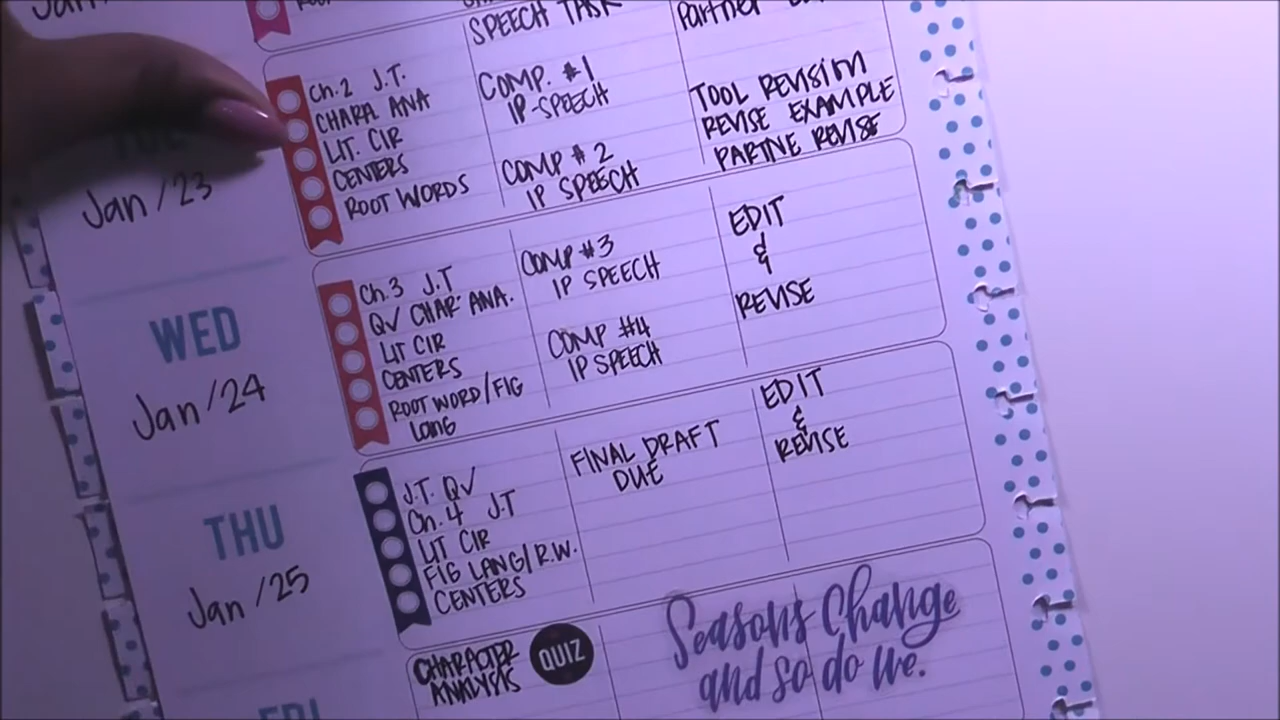 SPEECH TASK
Partner
TUE
Jan/23
Ch.2 J.T.
CHARA ANA
LIT. CIR
CENTERS
ROOT WORDS
COMP. #1
IP-SPEECH
COMP #2
IP SPEECH
TOOL REVISIM
REVISE EXAMPLE
PARTNE REVISE
WED
Jan/24
Ch.3 J.T
QV CHAR ANA.
LIT CIR
CENTERS
ROOT WORD/FIG
Lang
COMP #3
IP SPEECH
COMP #4
IP SPEECH
EDIT
&
REVISE
THU
Jan/25
J.T. QV
Ch.4 J.T
LIT CIR
FIG LANG/R.W.
CENTERS
FINAL DRAFT
DUE
EDIT
&
REVISE
FRI
CHARACTER
ANALYSIS
QUIZ
Seasons Change
and so do we.